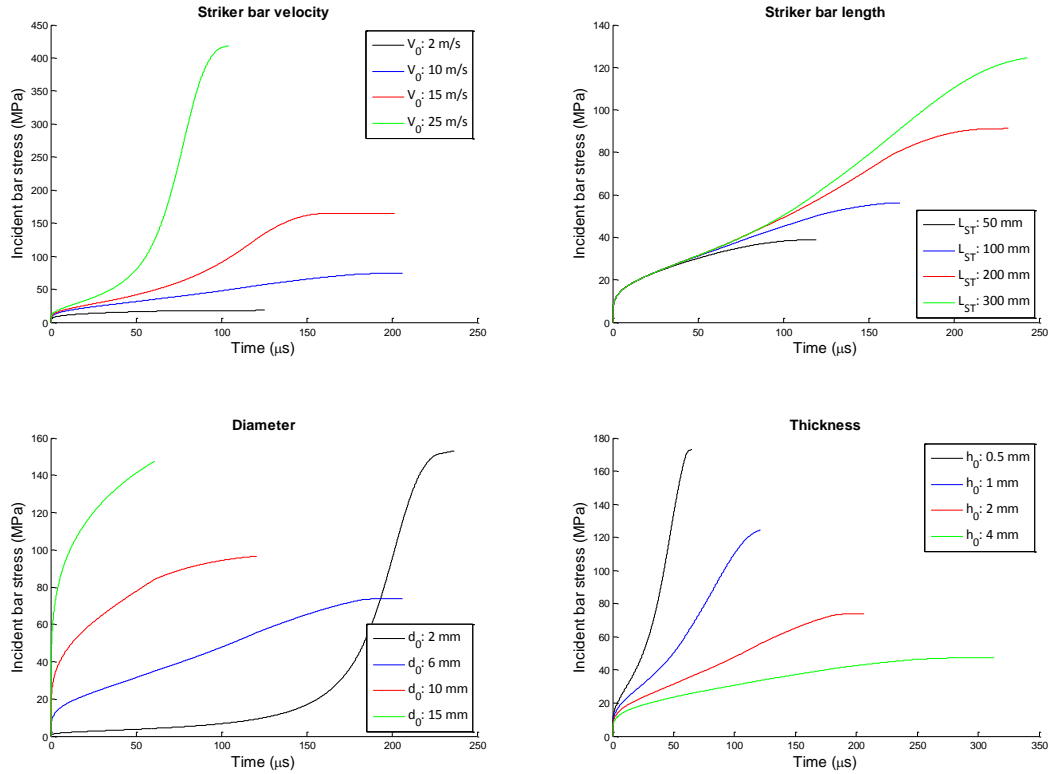 Striker bar velocity
Incident bar stress (MPa)
450
400
350
300
250
200
150
100
50
0
V0: 2 m/s
V0: 10 m/s
V0: 15 m/s
V0: 25 m/s
0 50 100 150 200 250
Time (μs)
Striker bar length
Incident bar stress (MPa)
140
120
100
80
60
40
20
0
LST: 50 mm
LST: 100 mm
LST: 200 mm
LST: 300 mm
0 50 100 150 200 250 300 350
Time (μs)
Diameter
Incident bar stress (MPa)
160
140
120
100
80
60
40
20
0
d0: 2 mm
d0: 6 mm
d0: 10 mm
d0: 15 mm
0 50 100 150 200 250
Time (μs)
Thickness
Incident bar stress (MPa)
180
160
140
120
100
80
60
40
20
0
h0: 0.5 mm
h0: 1 mm
h0: 2 mm
h0: 4 mm
0 50 100 150 200 250 300 350
Time (μs)